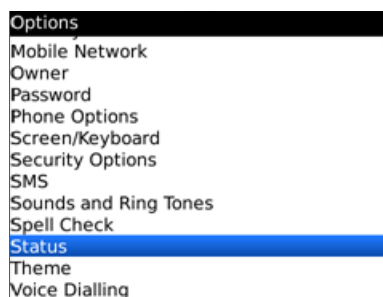 Options
Mobile Network
Owner
Password
Phone Options
Screen/Keyboard
Security Options
SMS
Sounds and Ring Tones
Spell Check
Status
Theme
Voice Dialling